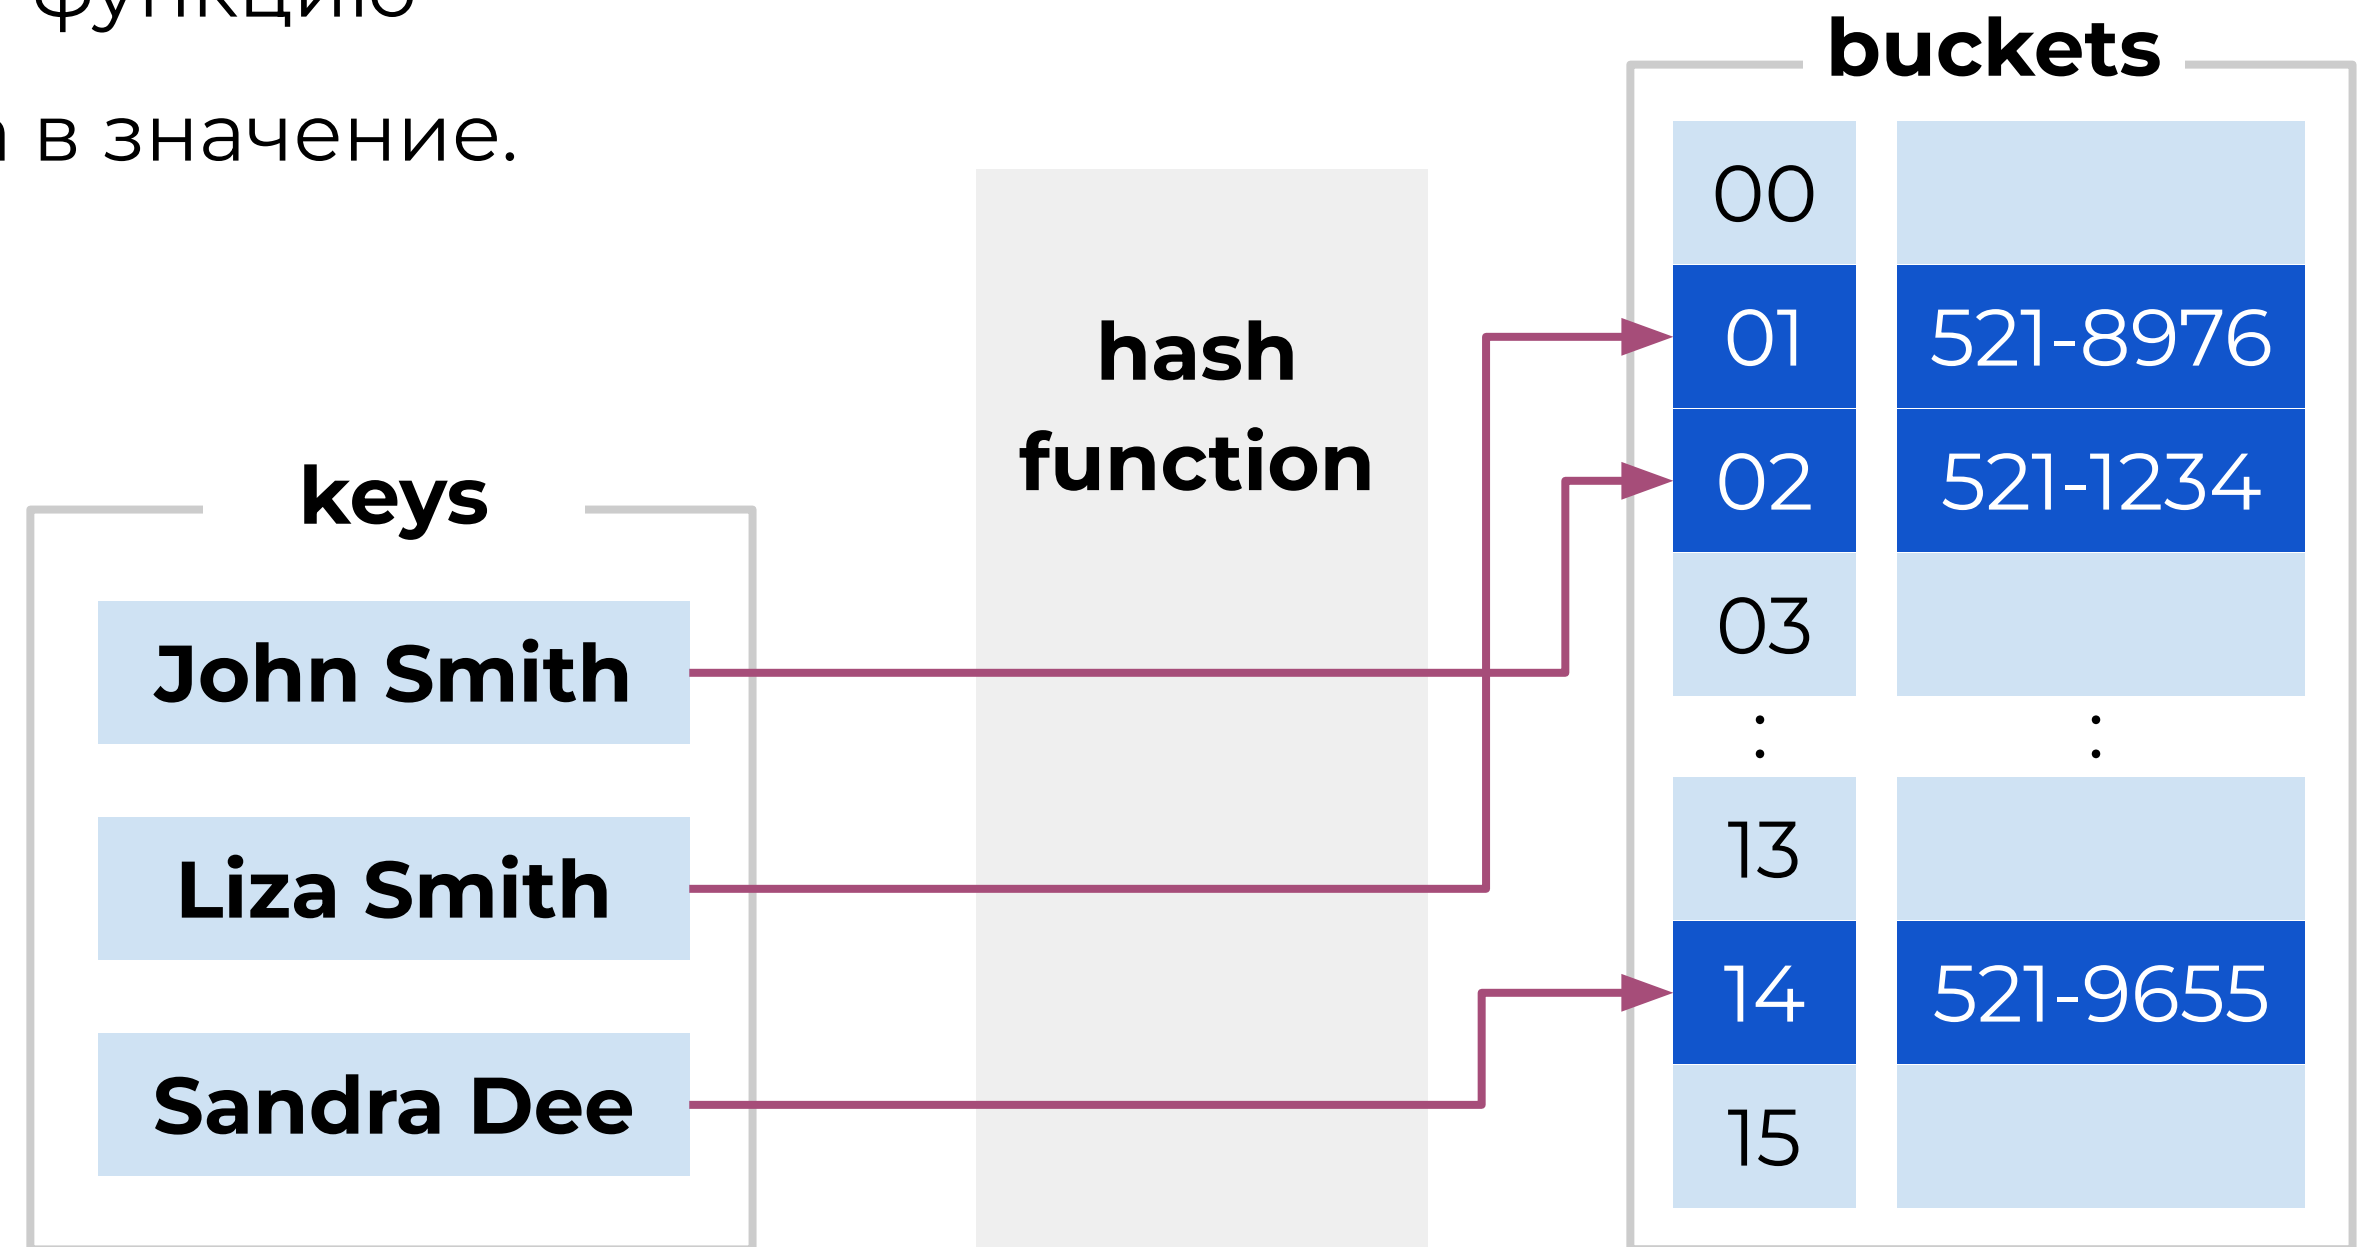 функцию
в значение.
buckets
keys
John Smith
Liza Smith
Sandra Dee
hash
function
00
01 521-8976
02 521-1234
03
: :
13
14 521-9655
15